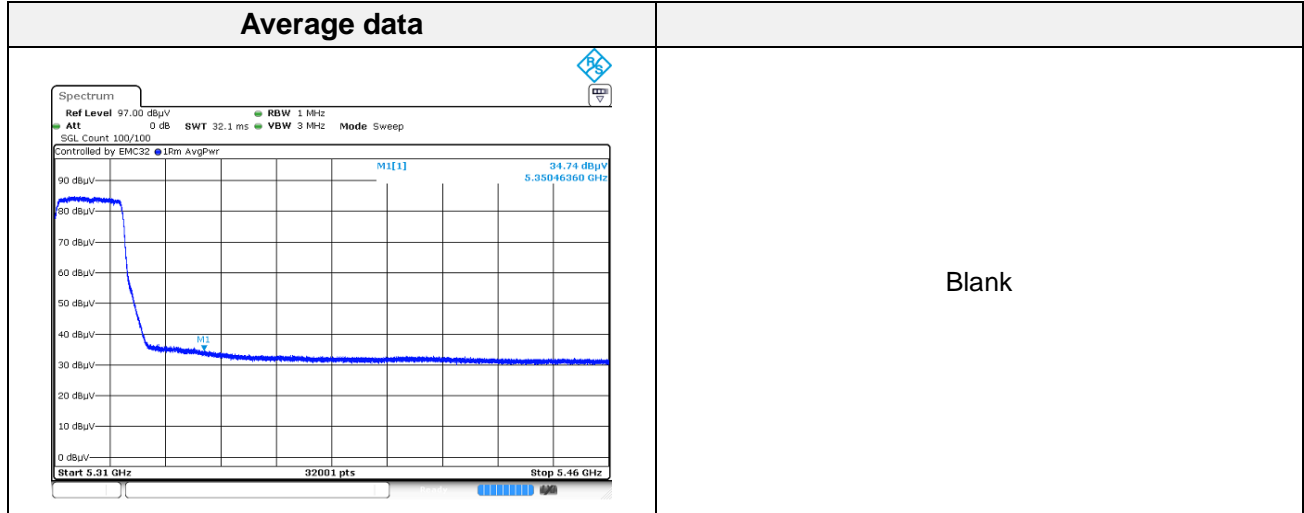 Average data
R S
Spectrum
Ref Level 97.00 dBµV RBW 1 MHz
Att 0 dB SWT 32.1 ms VBW 3 MHz Mode Sweep
SGL Count 100/100
Controlled by EMC32 1Rm AvgPwr
M1[1] 34.74 dBµV
5.35046360 GHz
90 dBµV
80 dBµV
70 dBµV
60 dBµV
50 dBµV
40 dBµV
M1
30 dBµV
20 dBµV
10 dBµV
0 dBµV
Start 5.31 GHz 32001 pts Stop 5.46 GHz
Blank